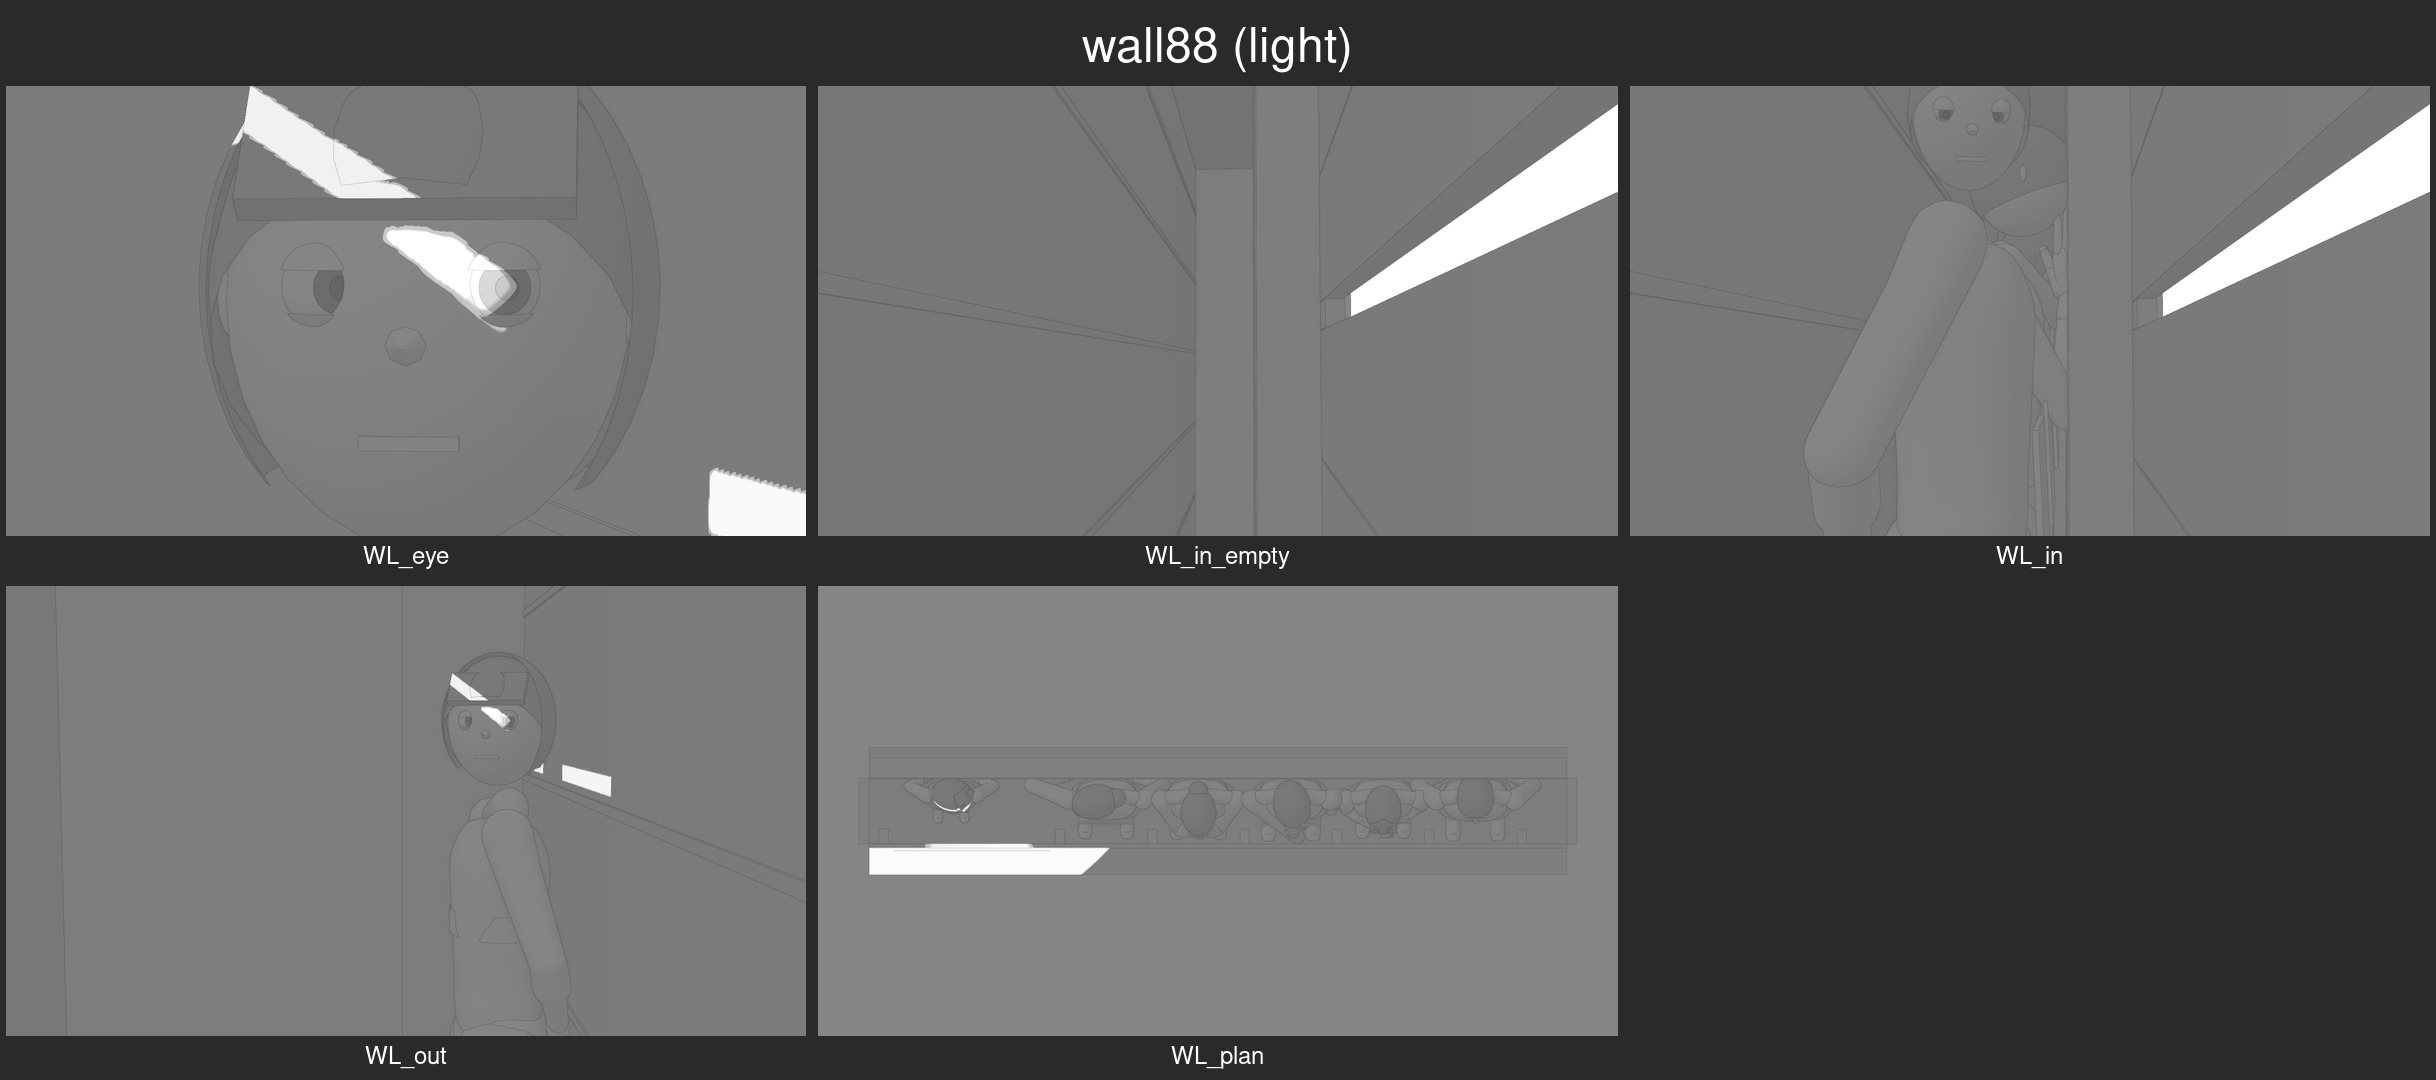 wall88 (light)
WL_eye
WL_in_empty
WL_in
WL_out
WL_plan